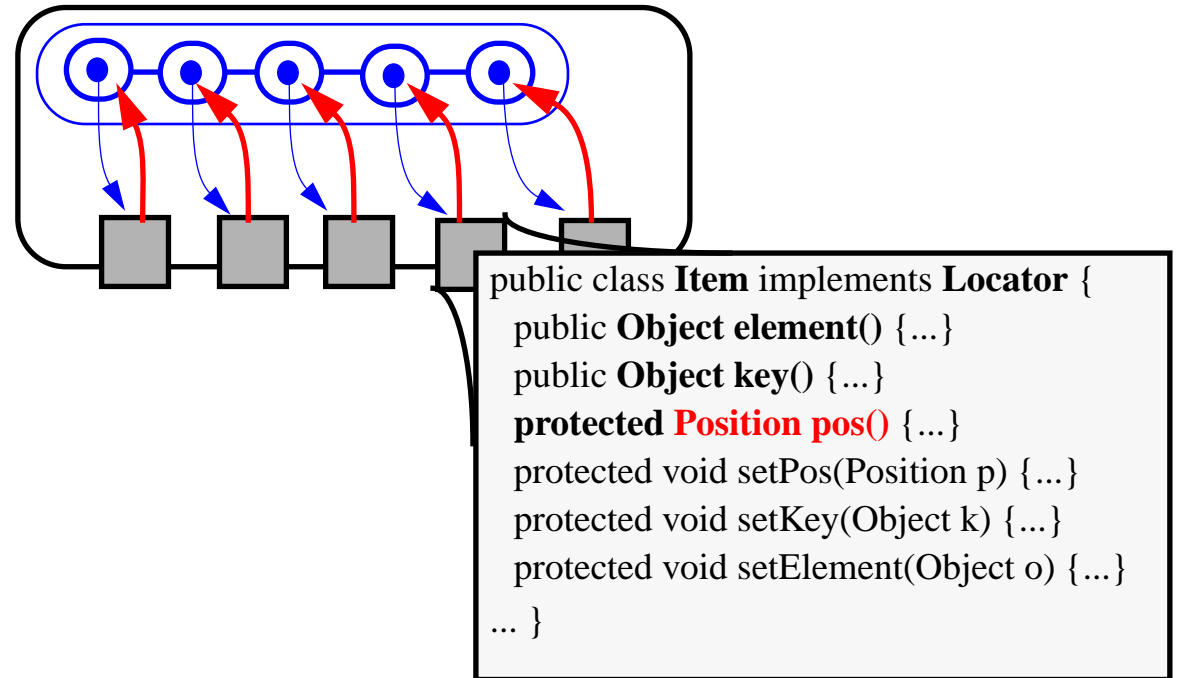 public class Item implements Locator {
public Object element() {...}
public Object key() {...}
protected Position pos() {...}
protected void setPos(Position p) {...}
protected void setKey(Object k) {...}
protected void setElement(Object o) {...}
... }